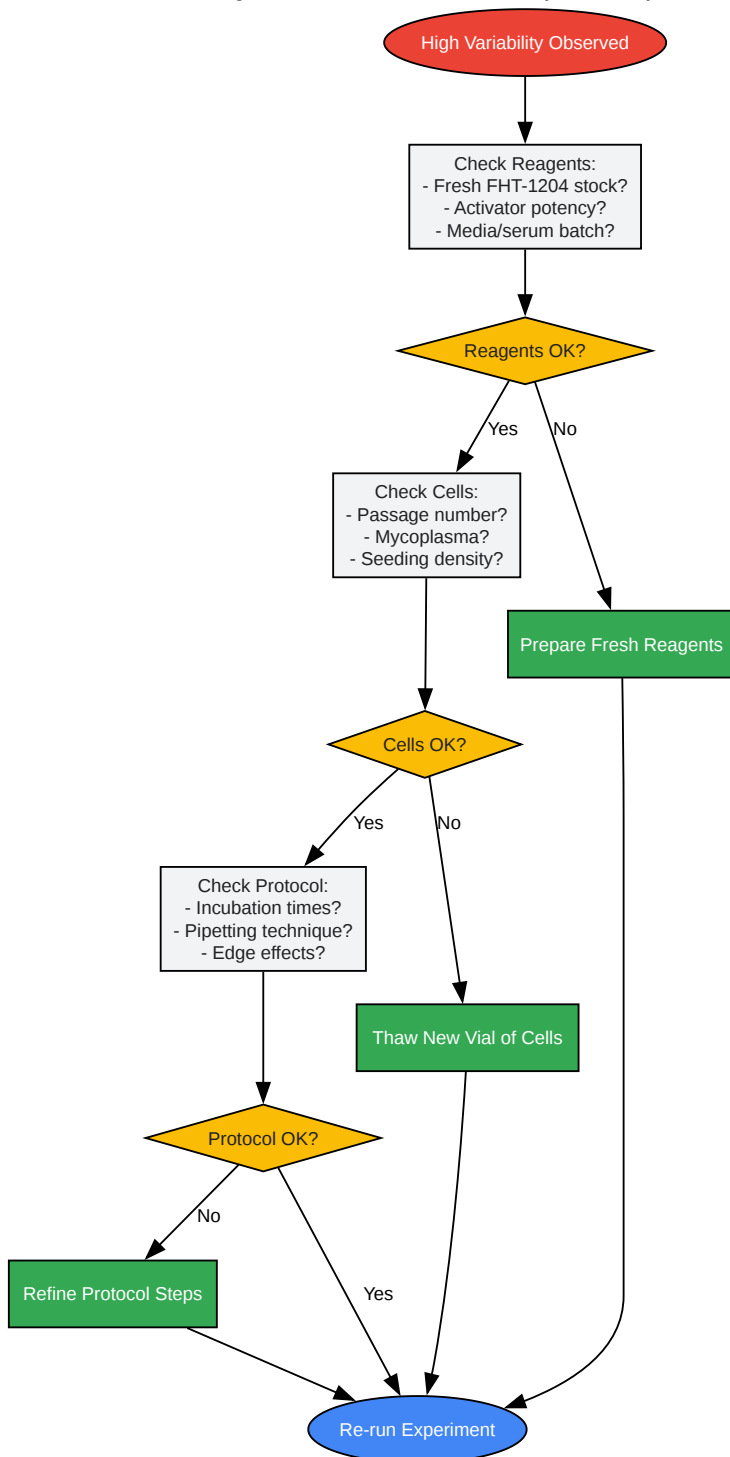 High Variability Observed
Check Reagents:
- Fresh FHT-1204 stock?
- Activator potency?
- Media/serum batch?
Reagents OK?
Yes
No
Check Cells:
- Passage number?
- Mycoplasma?
- Seeding density?
Prepare Fresh Reagents
Cells OK?
Yes
No
Check Protocol:
- Incubation times?
- Pipetting technique?
- Edge effects?
Thaw New Vial of Cells
Protocol OK?
No
Yes
Refine Protocol Steps
Re-run Experiment